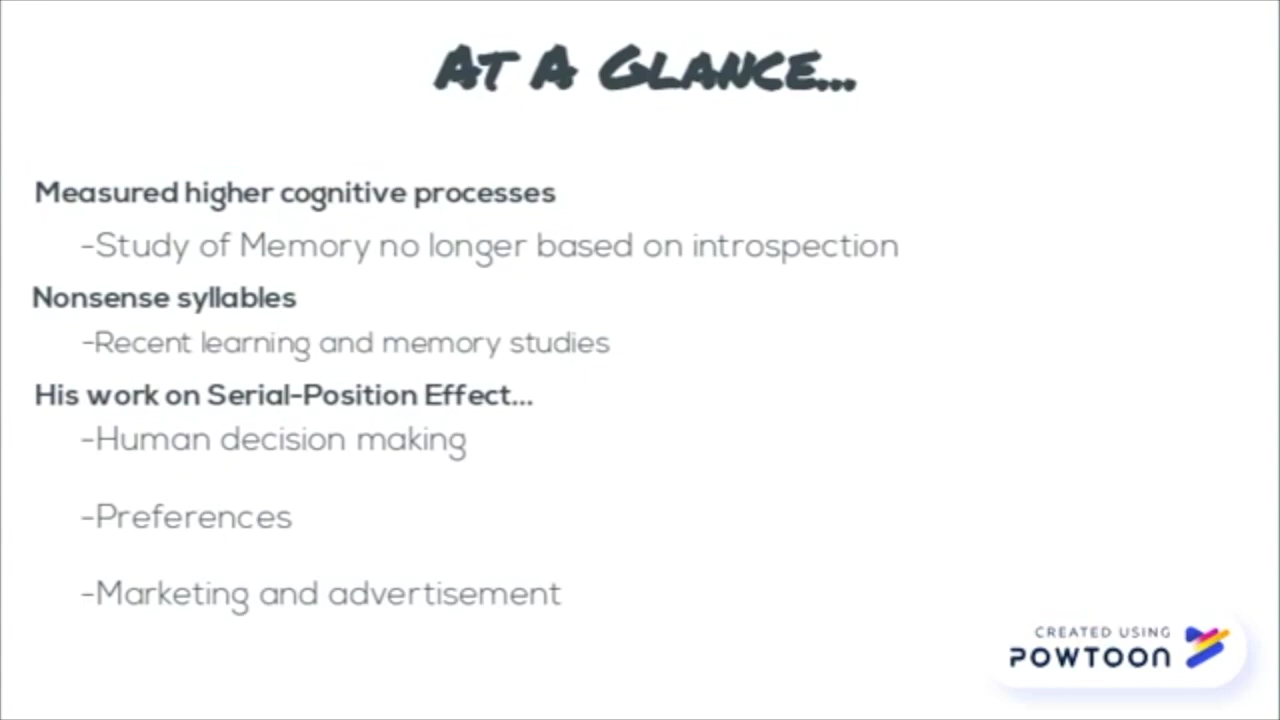 At A Glance...
Measured higher cognitive processes
-Study of Memory no longer based on introspection
Nonsense syllables
-Recent learning and memory studies
His work on Serial-Position Effect...
-Human decision making
-Preferences
-Marketing and advertisement
CREATED USING
POWTOON